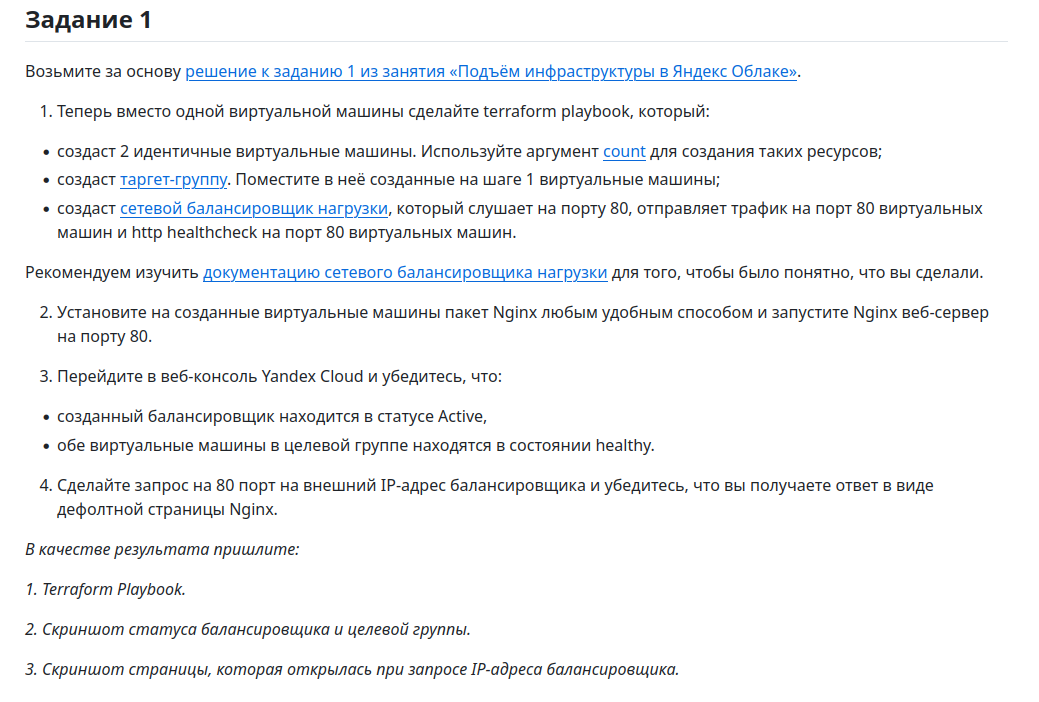 Задание 1
Возьмите за основу решение к заданию 1 из занятия «Подъём инфраструктуры в Яндекс Облаке».
1. Теперь вместо одной виртуальной машины сделайте terraform playbook, который:
• создаст 2 идентичные виртуальные машины. Используйте аргумент count для создания таких ресурсов;
• создаст таргет-группу. Поместите в неё созданные на шаге 1 виртуальные машины;
• создаст сетевой балансировщик нагрузки, который слушает на порту 80, отправляет трафик на порт 80 виртуальных
машин и http healthcheck на порт 80 виртуальных машин.
Рекомендуем изучить документацию сетевого балансировщика нагрузки для того, чтобы было понятно, что вы сделали.
2. Установите на созданные виртуальные машины пакет Nginx любым удобным способом и запустите Nginx веб-сервер
на порту 80.
3. Перейдите в веб-консоль Yandex Cloud и убедитесь, что:
• созданный балансировщик находится в статусе Active,
• обе виртуальные машины в целевой группе находятся в состоянии healthy.
4. Сделайте запрос на 80 порт на внешний IP-адрес балансировщика и убедитесь, что вы получаете ответ в виде
дефолтной страницы Nginx.
В качестве результата пришлите:
1. Terraform Playbook.
2. Скриншот статуса балансировщика и целевой группы.
3. Скриншот страницы, которая открылась при запросе IP-адреса балансировщика.